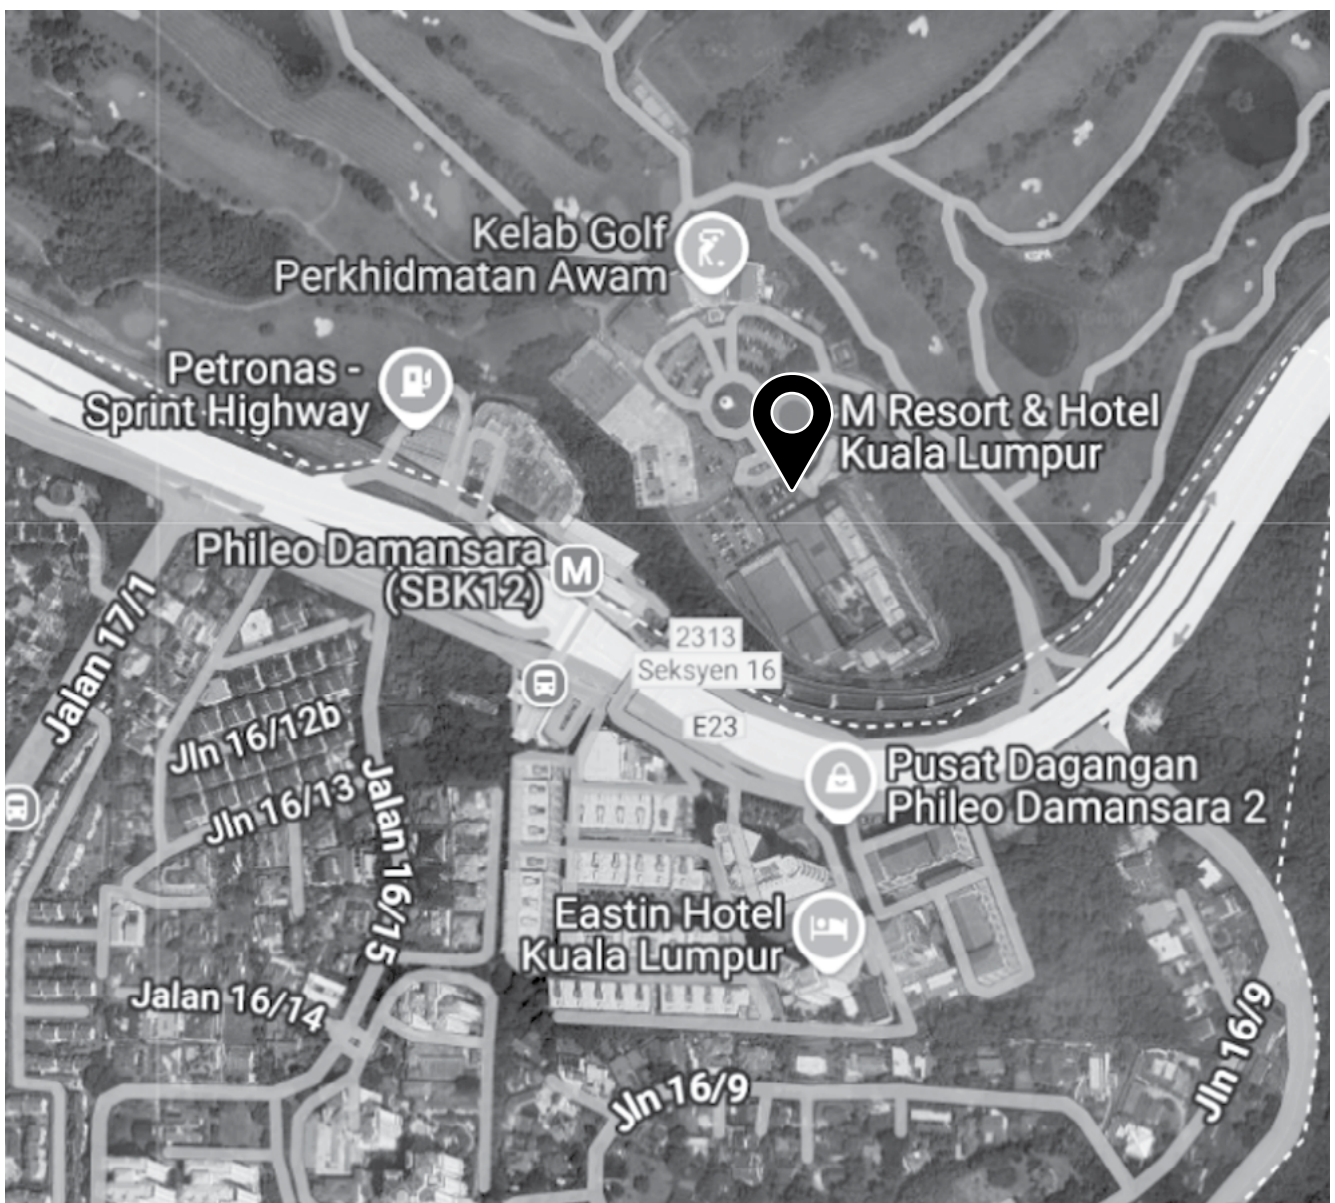 Kelab Golf
Perkhidmatan Awam
Petronas -
Sprint Highway
M Resort & Hotel
Kuala Lumpur
Phileo Damansara
(SBK12)
M
Jalan 17/1
2313
Seksyen 16
E23
Jln 16/12b
Jln 16/13
Jalan 16/15
Pusat Dagangan
Phileo Damansara 2
Eastin Hotel
Kuala Lumpur
Jalan 16/14
Jln 16/9
Jln 16/9